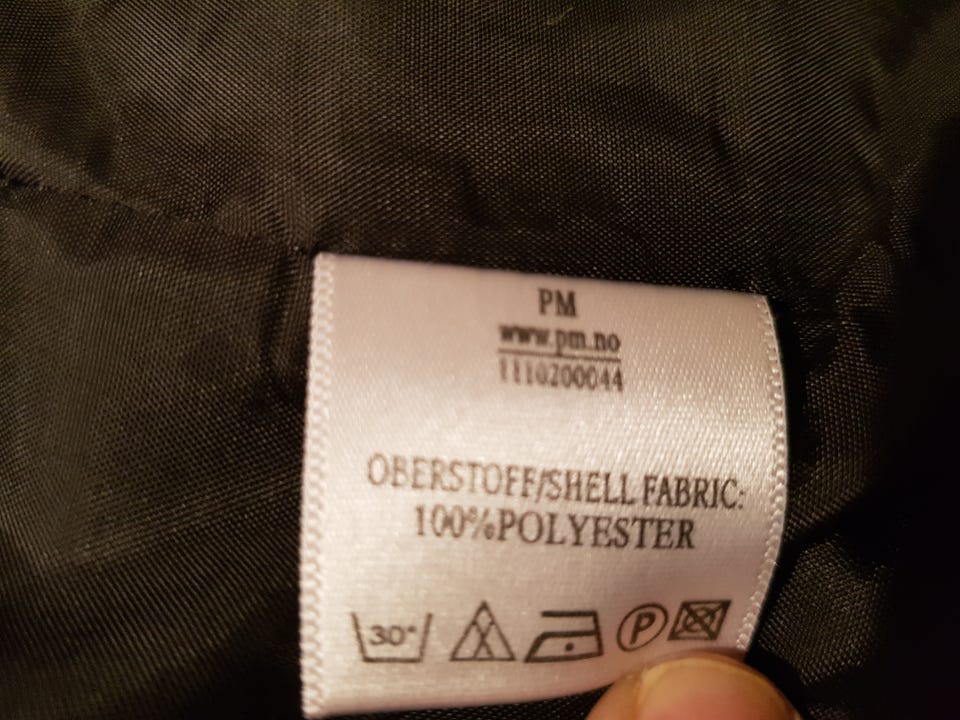 PM
www.pm.no
1110200044
OBERSTOFF/SHELL FABRIC:
100%POLYESTER
30°
P